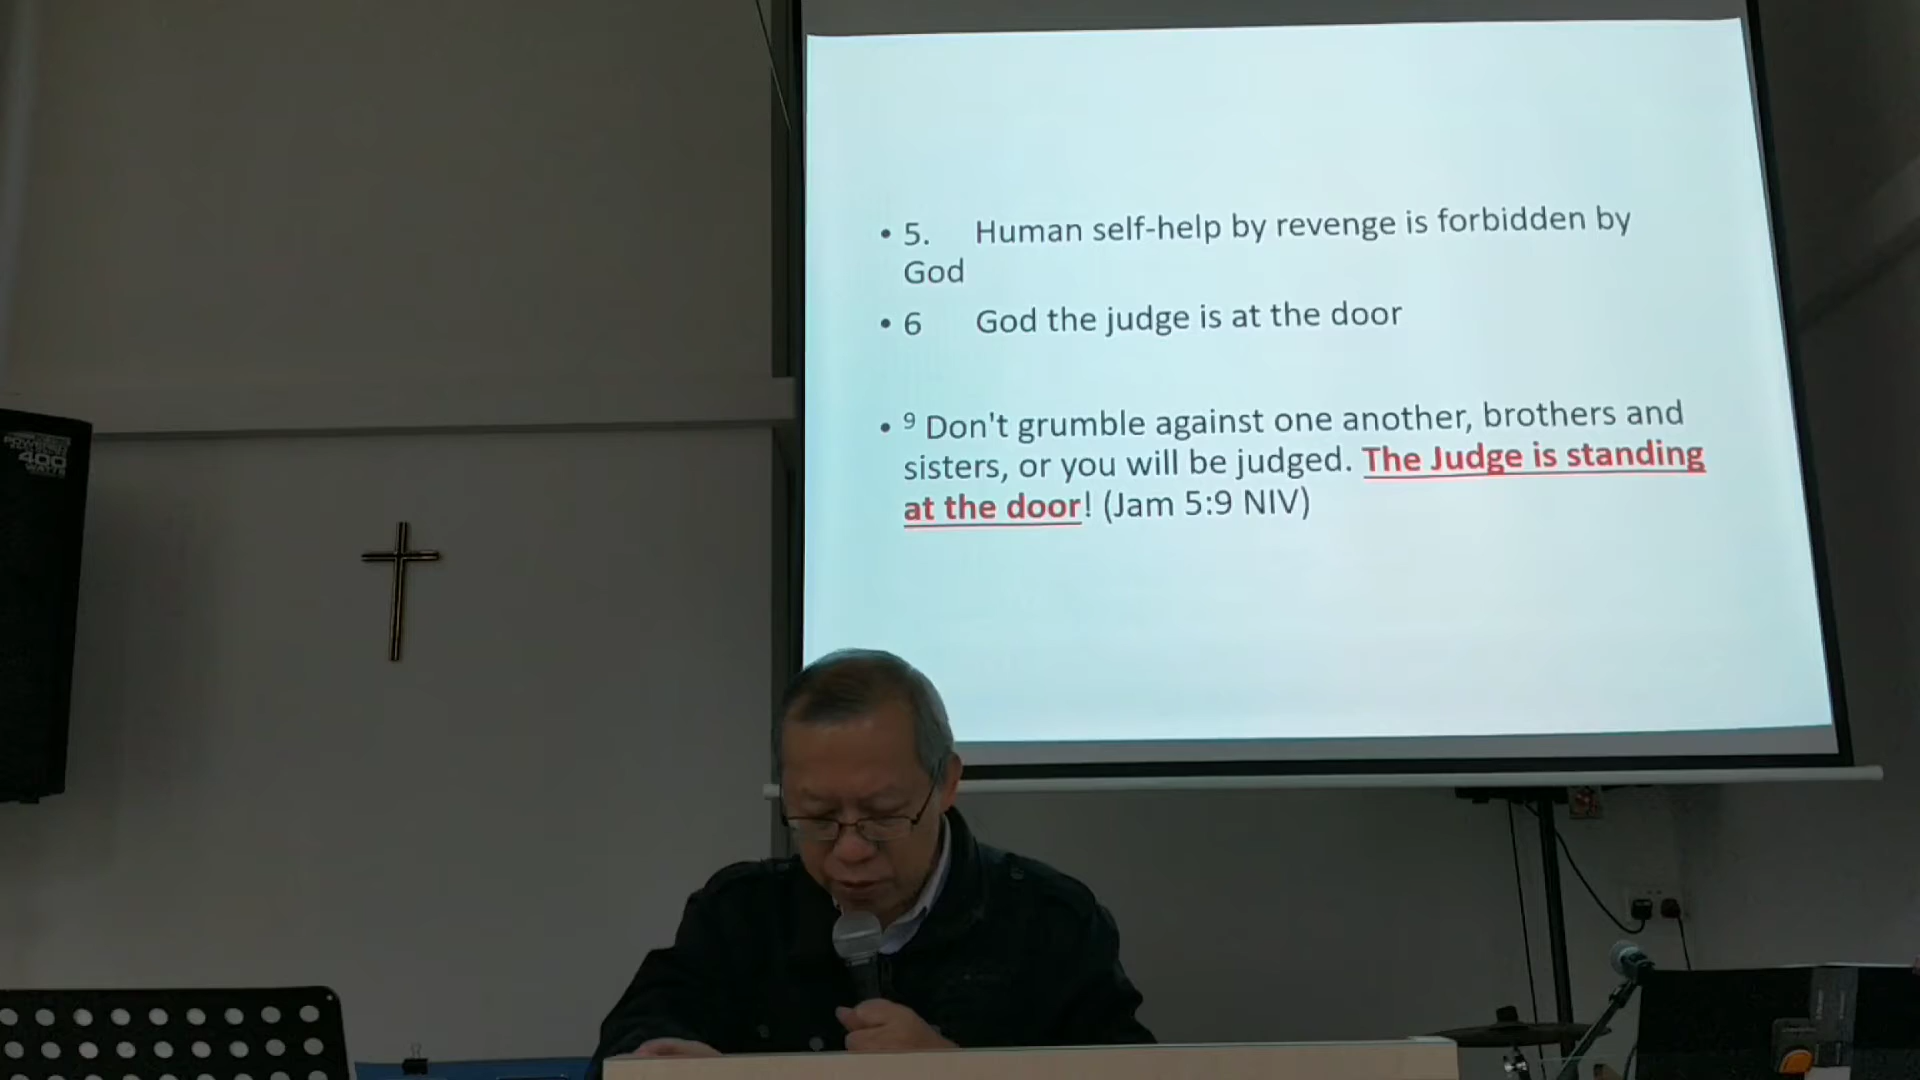 • 5. Human self-help by revenge is forbidden by
God
• 6 God the judge is at the door
• 9 Don't grumble against one another, brothers and
sisters, or you will be judged. The Judge is standing
at the door! (Jam 5:9 NIV)
400
WATTS